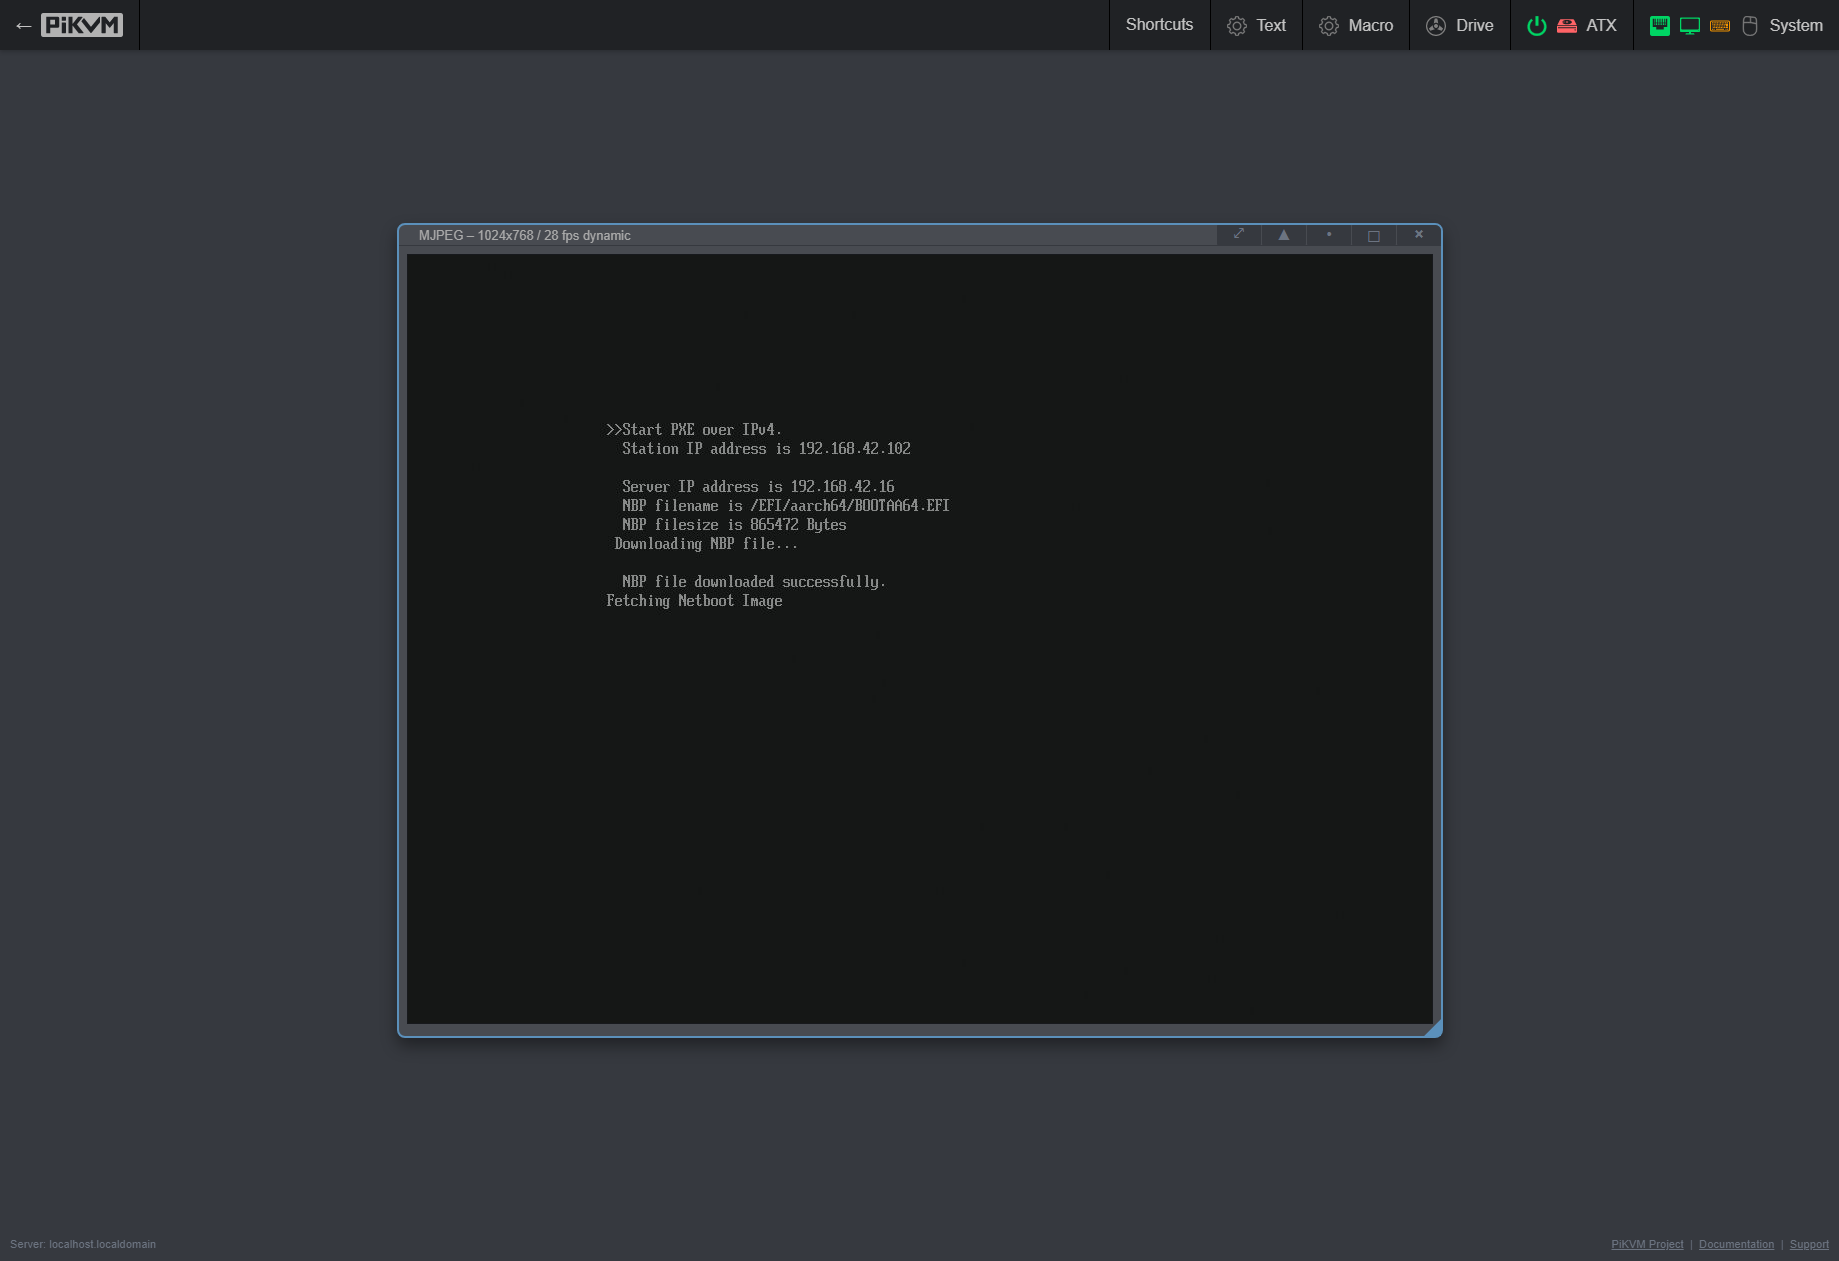 ← PiKVM
Shortcuts
Text
Macro
Drive
ATX
System
MJPEG – 1024x768 / 28 fps dynamic
>>Start PXE over IPv4.
Station IP address is 192.168.42.102
Server IP address is 192.168.42.16
NBP filename is /EFI/aarch64/BOOTAA64.EFI
NBP filesize is 865472 Bytes
Downloading NBP file...
NBP file downloaded successfully.
Fetching Netboot Image
Server: localhost.localdomain
PiKVM Project | Documentation | Support